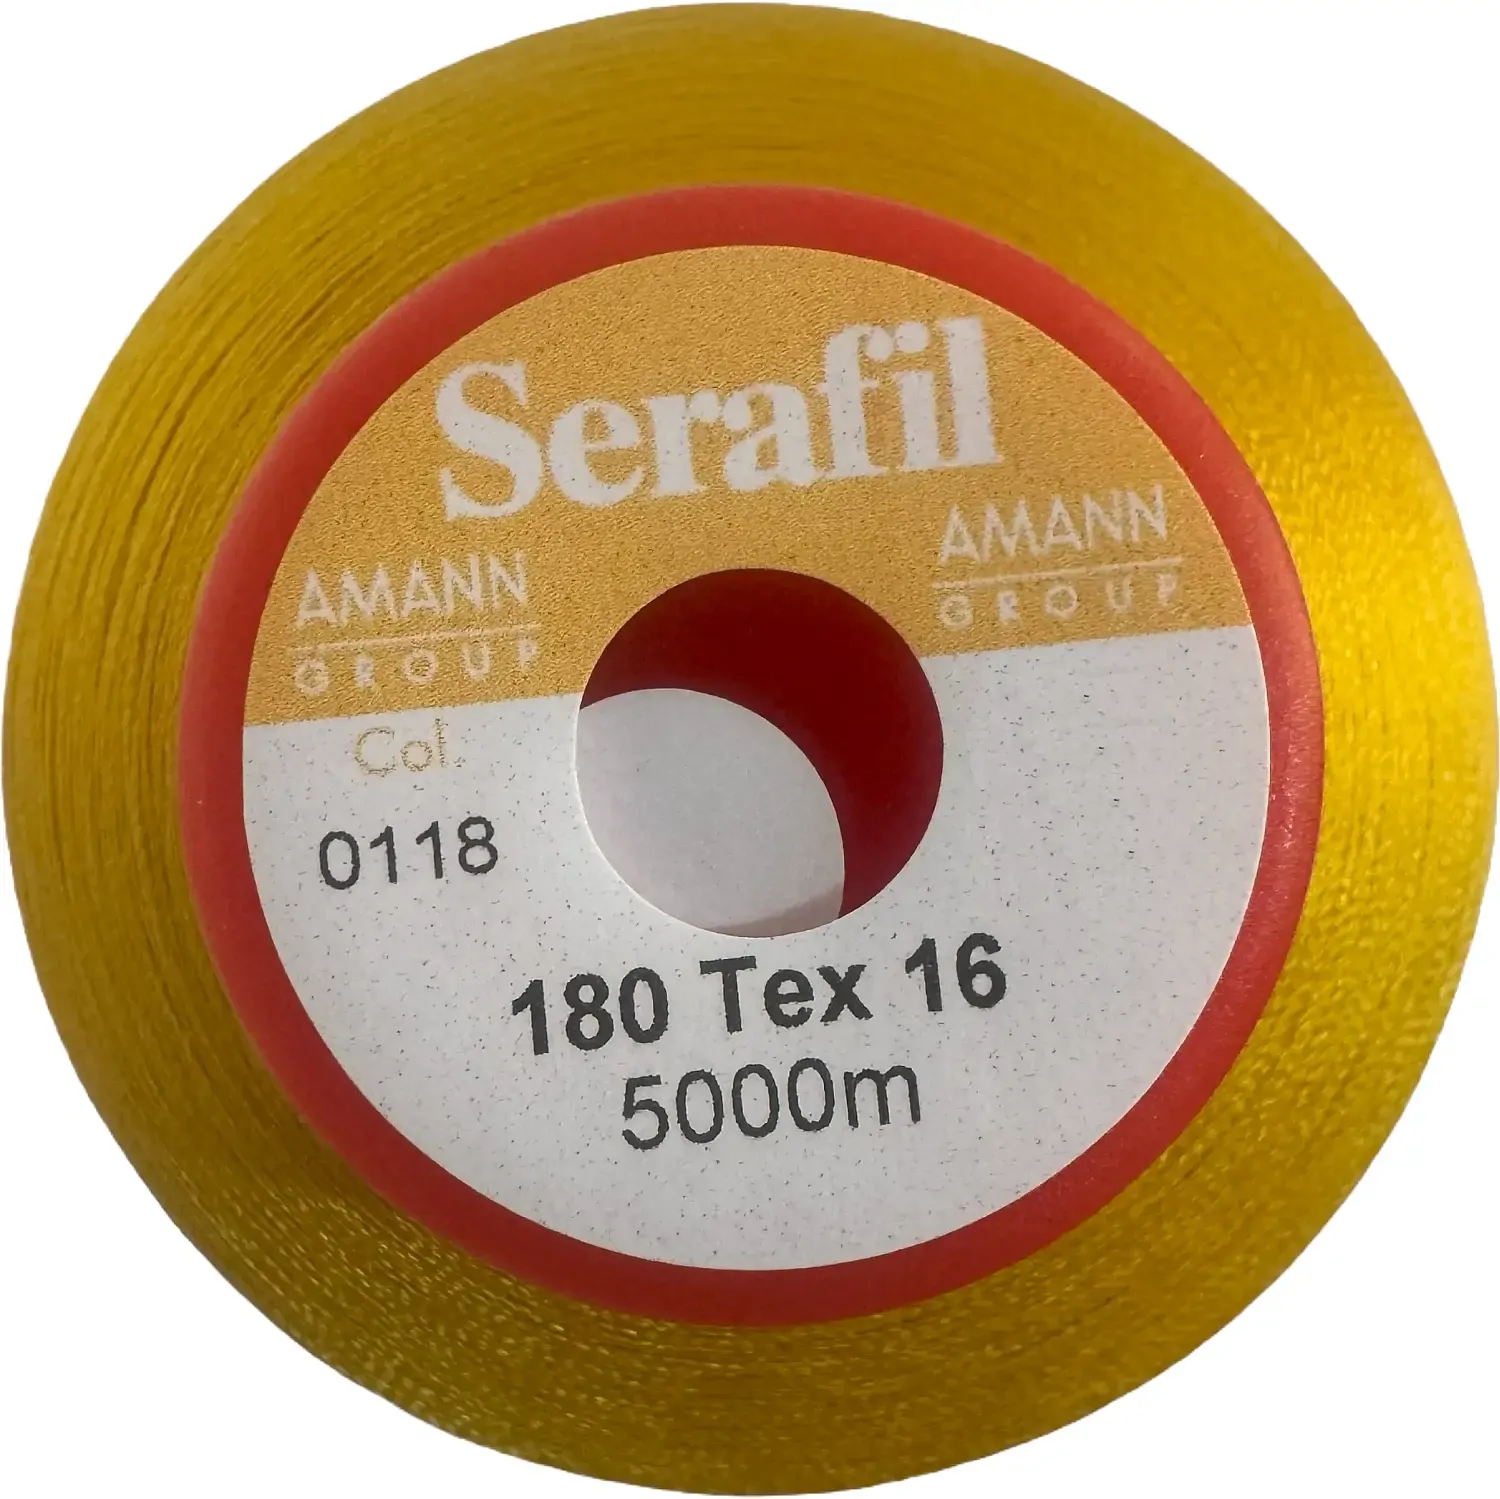 Serafil
AMANN
GROUP
AMANN
GROUP
Col.
0118
180 Tex 16
5000m